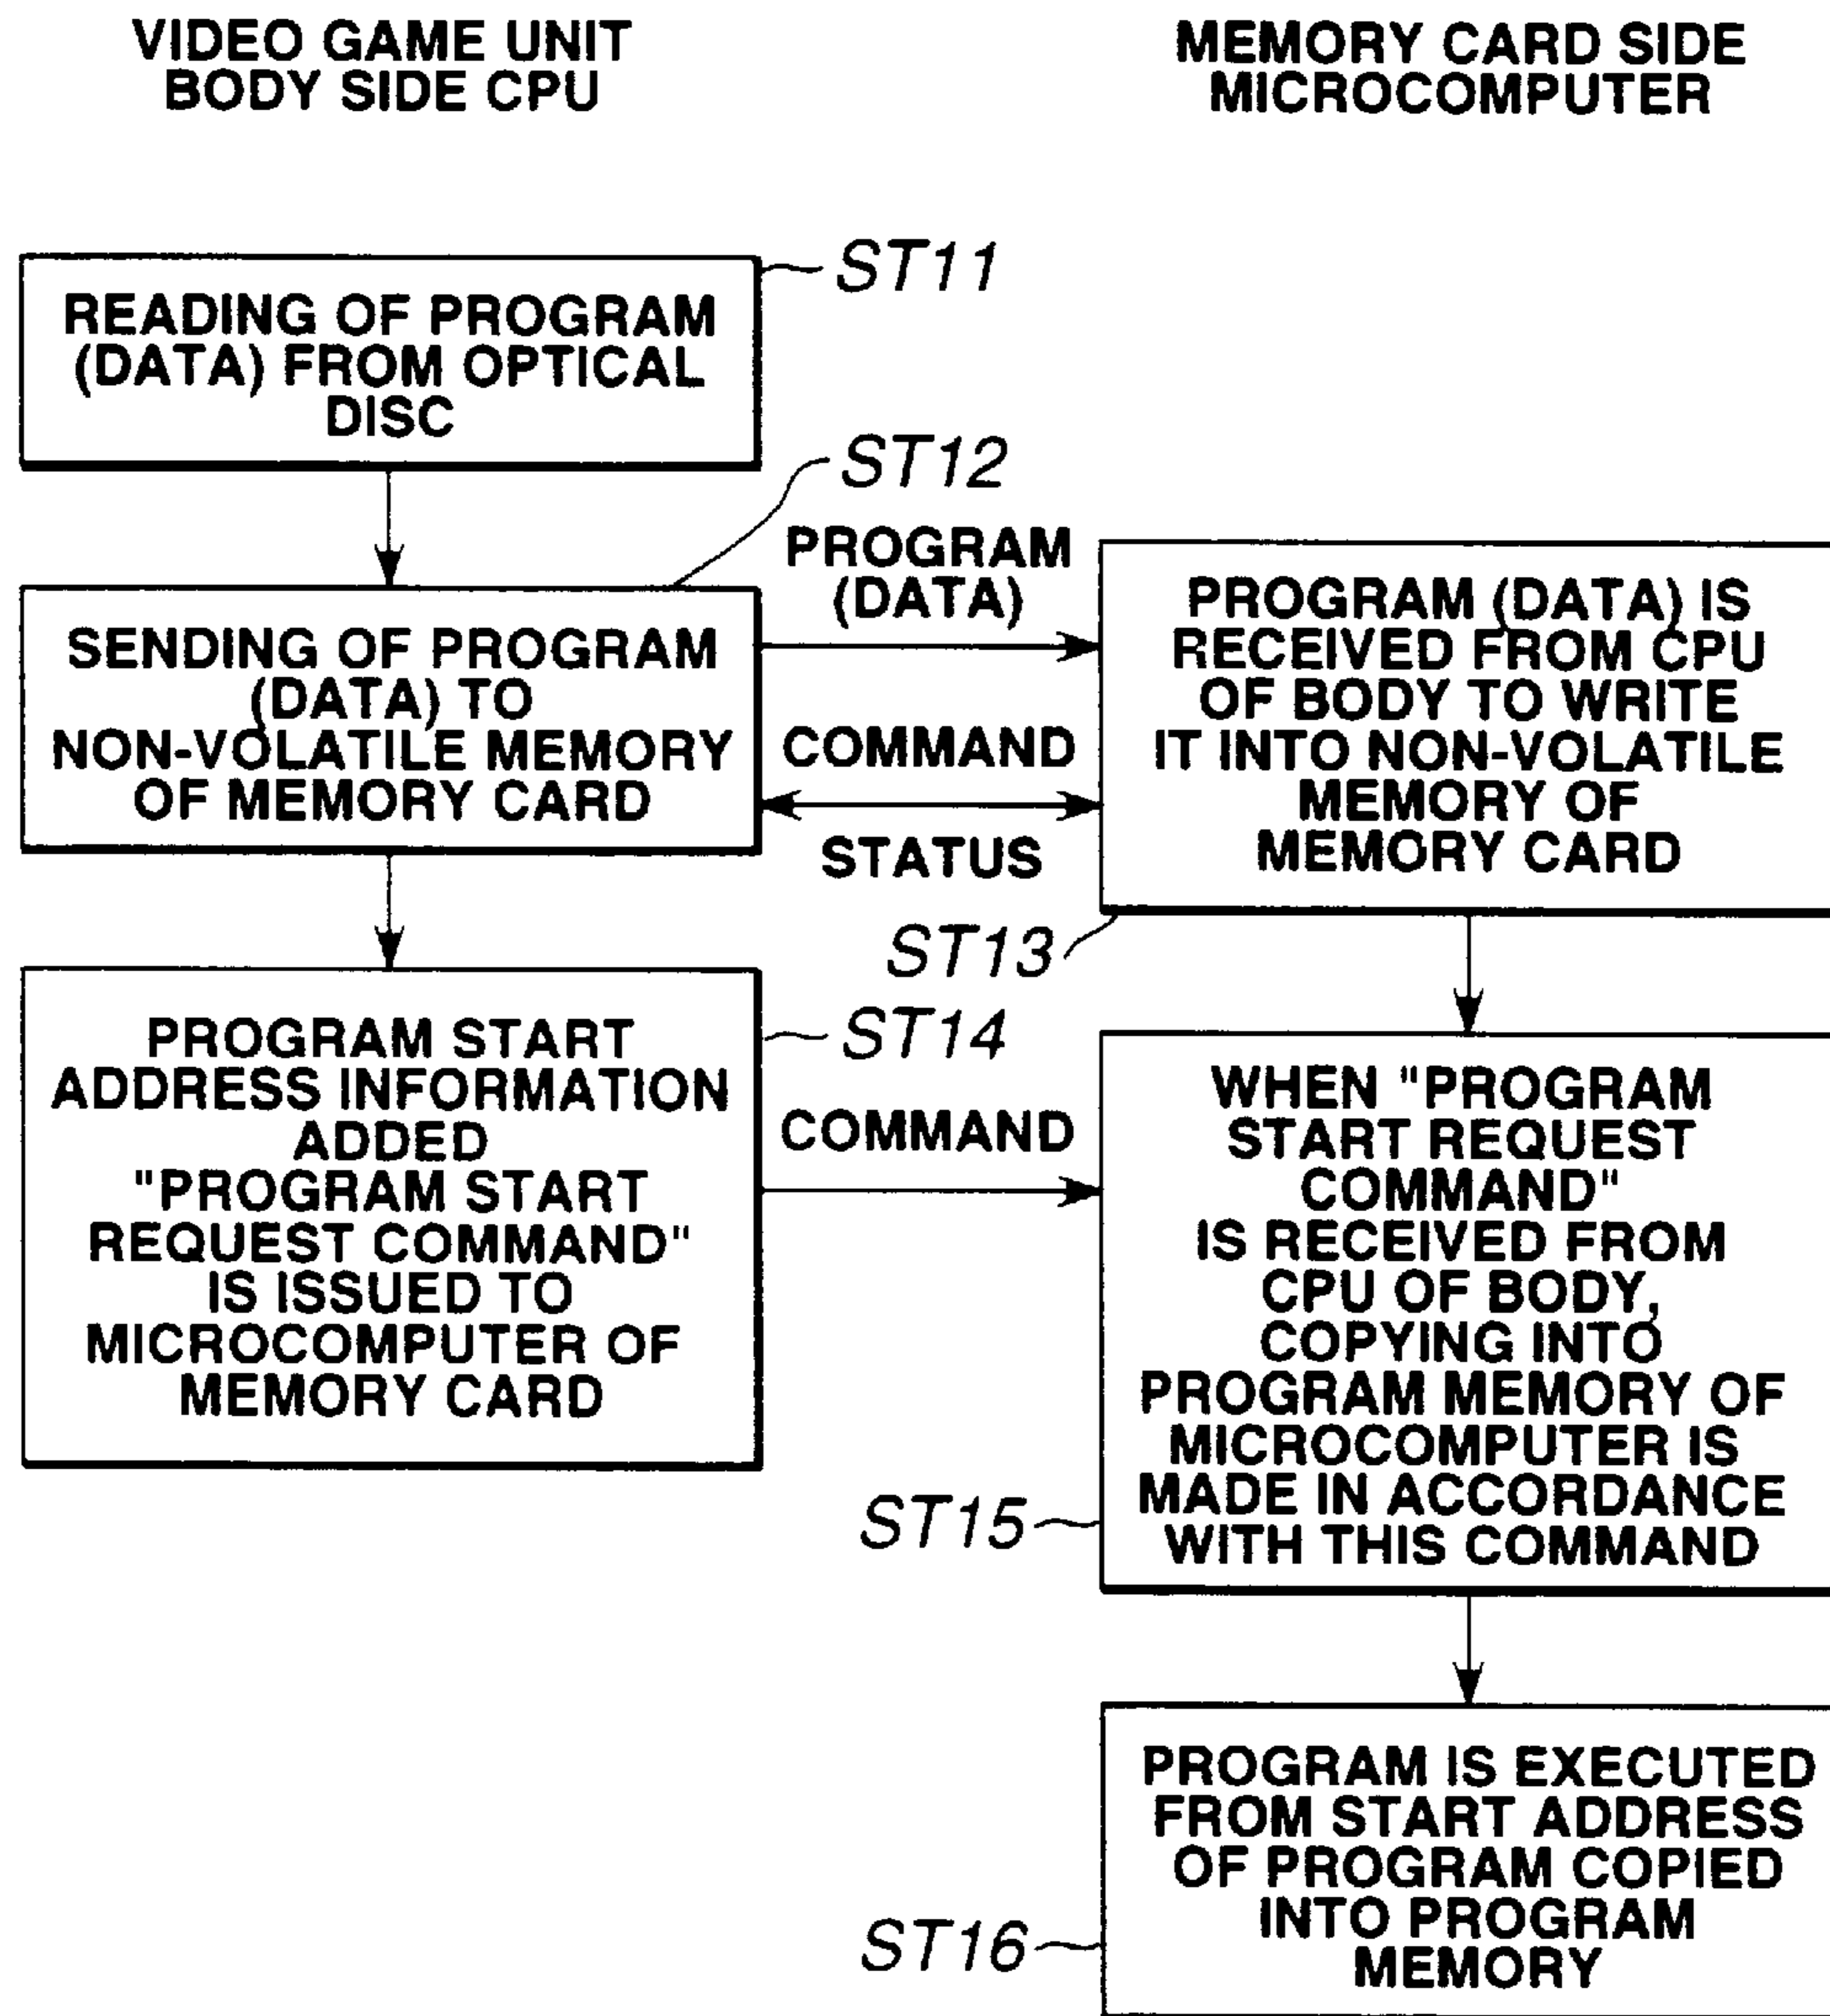 VIDEO GAME UNIT
BODY SIDE CPU
MEMORY CARD SIDE
MICROCOMPUTER
ST11
READING OF PROGRAM
(DATA) FROM OPTICAL
DISC
ST12
SENDING OF PROGRAM
(DATA) TO
NON-VOLATILE MEMORY
OF MEMORY CARD
PROGRAM
(DATA)
COMMAND
STATUS
PROGRAM (DATA) IS
RECEIVED FROM CPU
OF BODY TO WRITE
IT INTO NON-VOLATILE
MEMORY OF
MEMORY CARD
ST13
PROGRAM START
ADDRESS INFORMATION
ADDED
"PROGRAM START
REQUEST COMMAND"
IS ISSUED TO
MICROCOMPUTER OF
MEMORY CARD
ST14
COMMAND
WHEN "PROGRAM
START REQUEST
COMMAND"
IS RECEIVED FROM
CPU OF BODY,
COPYING INTO
PROGRAM MEMORY OF
MICROCOMPUTER IS
MADE IN ACCORDANCE
WITH THIS COMMAND
ST15
PROGRAM IS EXECUTED
FROM START ADDRESS
OF PROGRAM COPIED
INTO PROGRAM
MEMORY
ST16